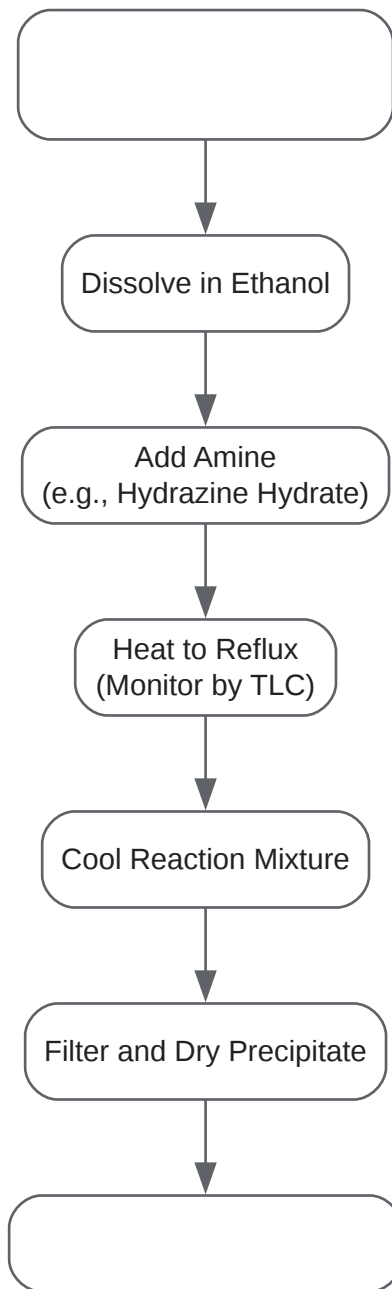 Dissolve in Ethanol
Add Amine
(e.g., Hydrazine Hydrate)
Heat to Reflux
(Monitor by TLC)
Cool Reaction Mixture
Filter and Dry Precipitate